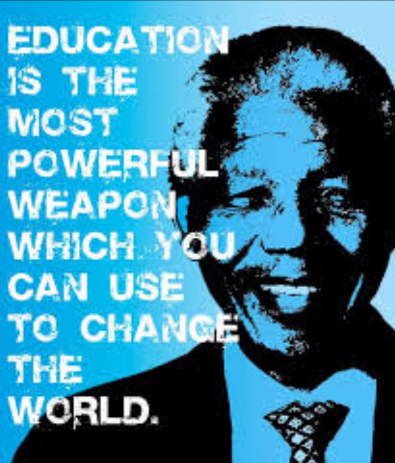 EDUCATION
IS THE
MOST
POWERFUL
WEAPON
WHICH YOU
CAN USE
TO CHANGE
THE
WORLD.